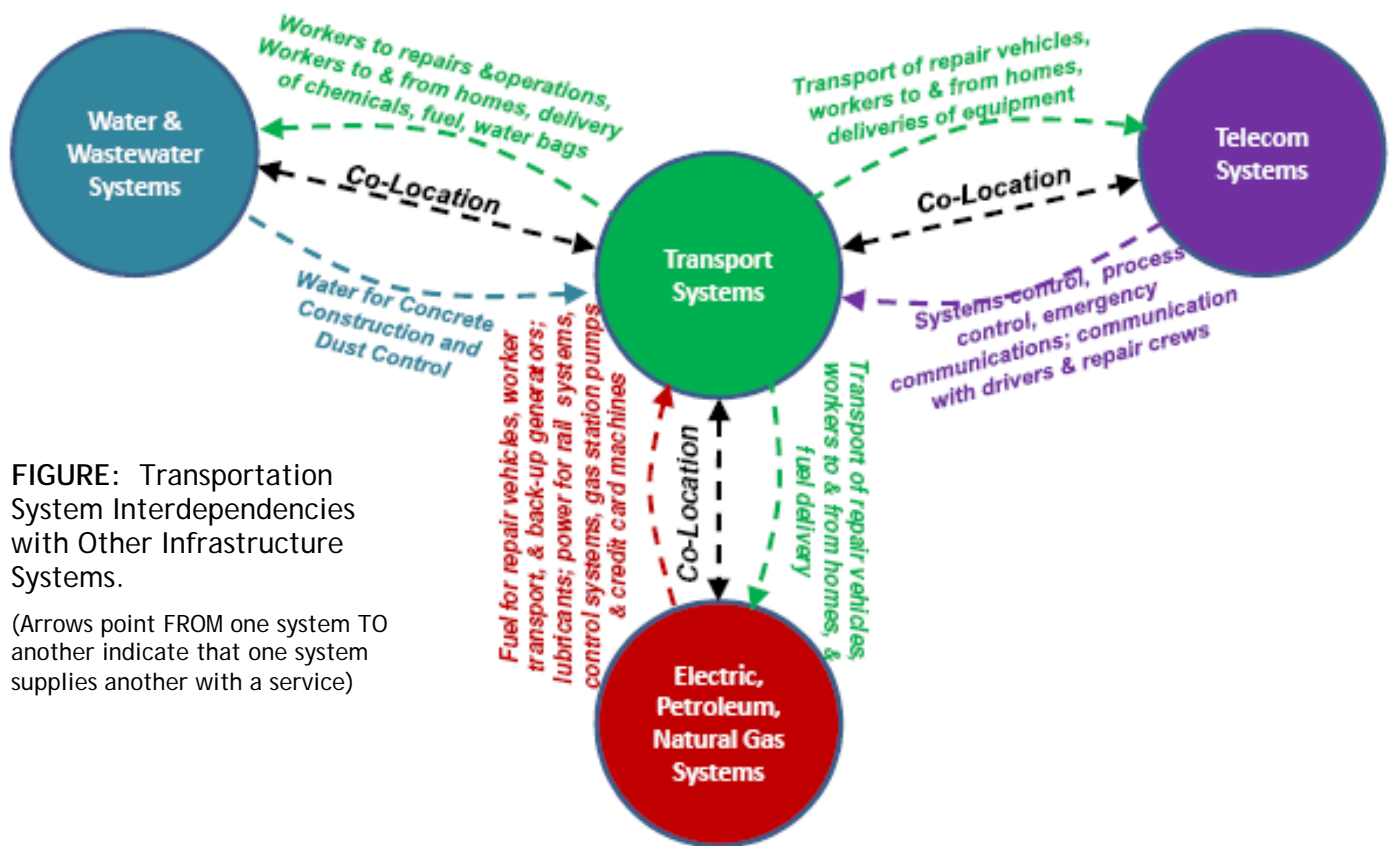 Workers to repairs &operations,
Workers to & from homes, delivery
of chemicals, fuel, water bags
Transport of repair vehicles,
workers to & from homes,
deliveries of equipment
Water &
Wastewater
Systems
Telecom
Systems
Co-Location
Co-Location
Transport
Systems
Water for Concrete
Construction and
Dust Control
Systems control, process
control, emergency
communications; communication
with drivers & repair crews
Fuel for repair vehicles, worker
transport, & back-up generators;
lubricants; power for rail systems,
control systems, gas station pumps
& credit card machines
Co-Location
Transport of repair vehicles,
workers to & from homes, &
fuel delivery
FIGURE: Transportation
System Interdependencies
with Other Infrastructure
Systems.
(Arrows point FROM one system TO
another indicate that one system
supplies another with a service)
Electric,
Petroleum,
Natural Gas
Systems